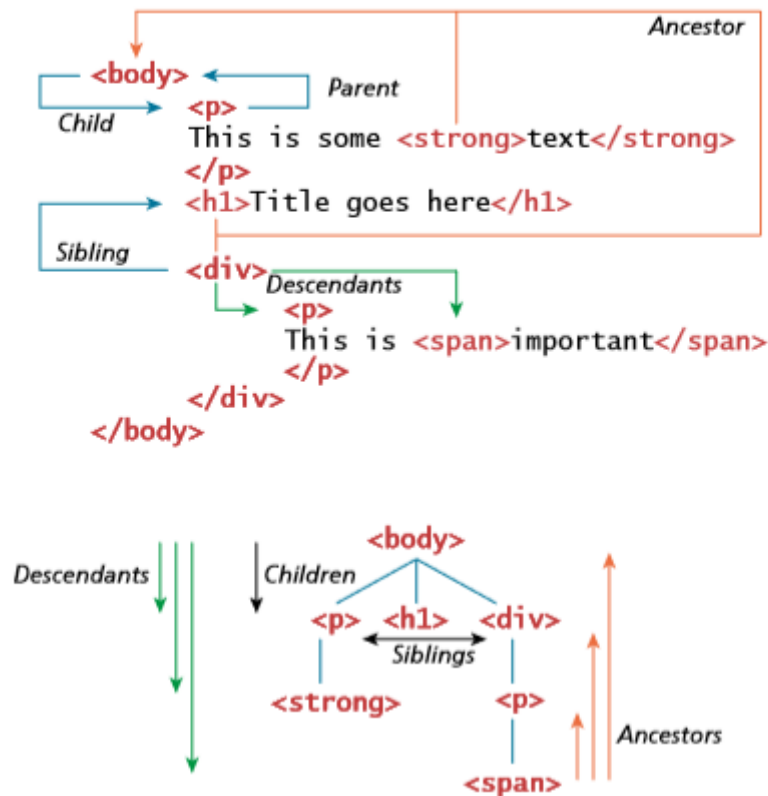 Ancestor
<body>
Parent
Child
<p>
This is some <strong>text</strong>
</p>
<h1>Title goes here</h1>
Sibling
<div>
Descendants
<p>
This is <span>important</span>
</p>
</div>
</body>
<body>
Descendants
Children
<p> <h1> <div>
Siblings
<strong> <p>
Ancestors
<span>